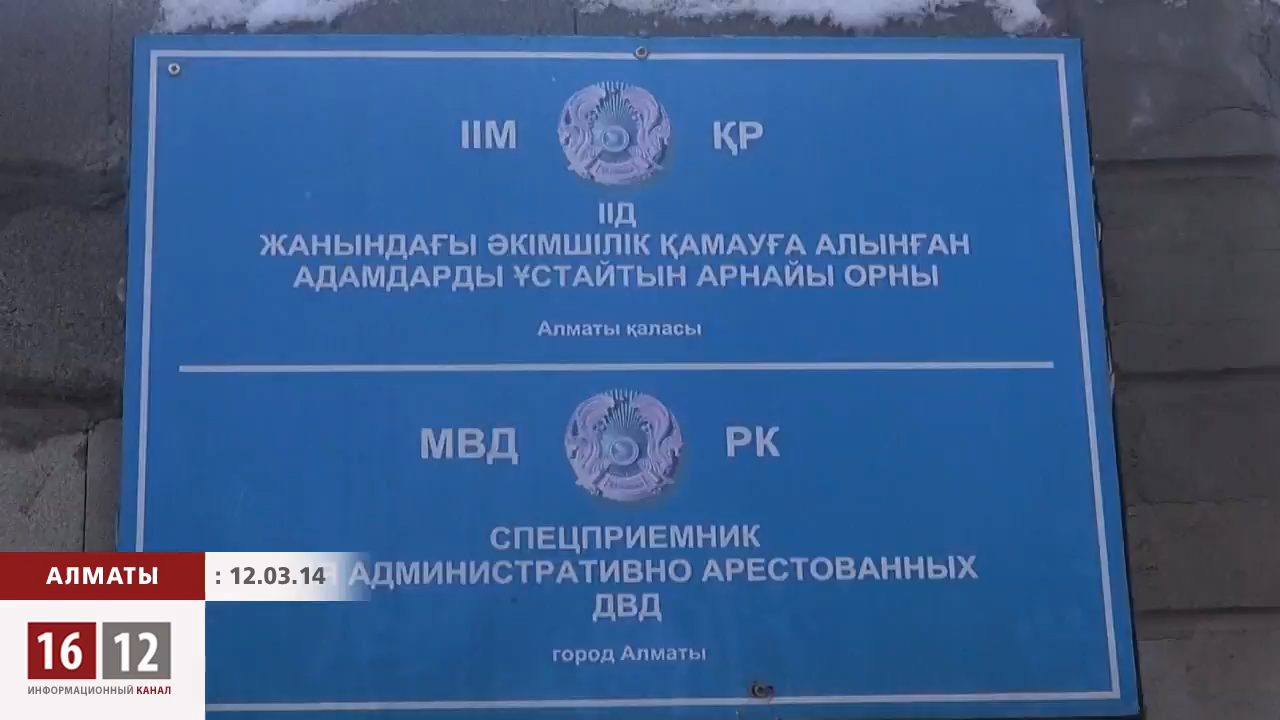 ІІМ ҚР
ІІД
ЖАНЫНДАҒЫ ӘКІМШІЛІК ҚАМАУҒА АЛЫНҒАН
АДАМДАРДЫ ҰСТАЙТЫН АРНАЙЫ ОРНЫ
Алматы қаласы
МВД РК
СПЕЦПРИЕМНИК
АДМИНИСТРАТИВНО АРЕСТОВАННЫХ
ДВД
город Алматы
АЛМАТЫ : 12.03.14
16 12
ИНФОРМАЦИОННЫЙ КАНАЛ